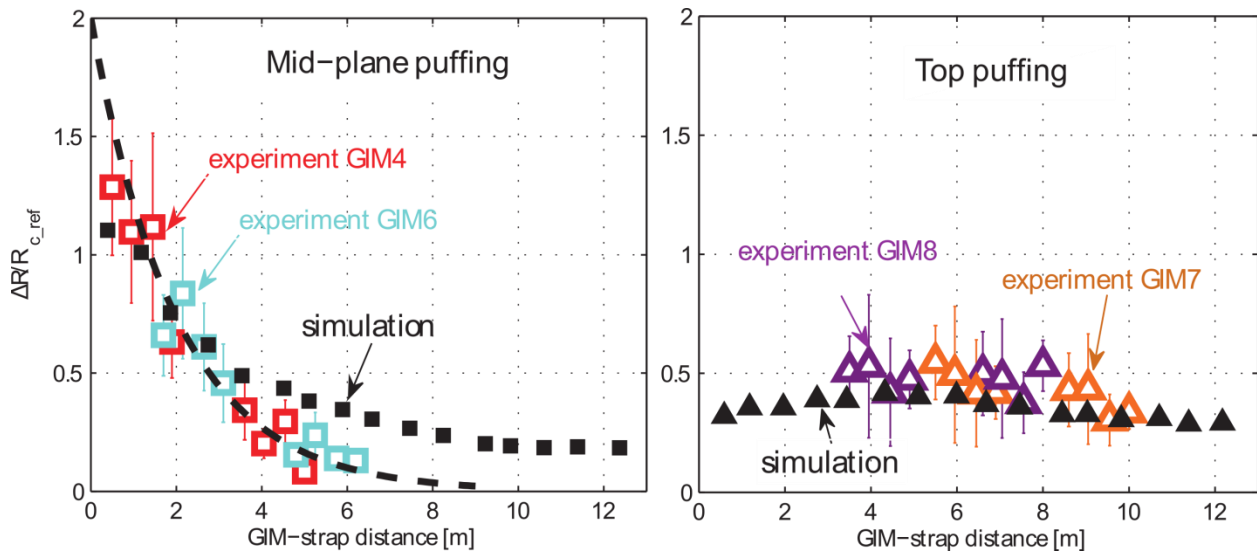 Mid-plane puffing
experiment GIM4
experiment GIM6
simulation
ΔR/R_c_ref
2
1.5
1
0.5
0
0 2 4 6 8 10 12
GIM-strap distance [m]
Top puffing
experiment GIM8
experiment GIM7
simulation
2
1.5
1
0.5
0
0 2 4 6 8 10 12
GIM-strap distance [m]